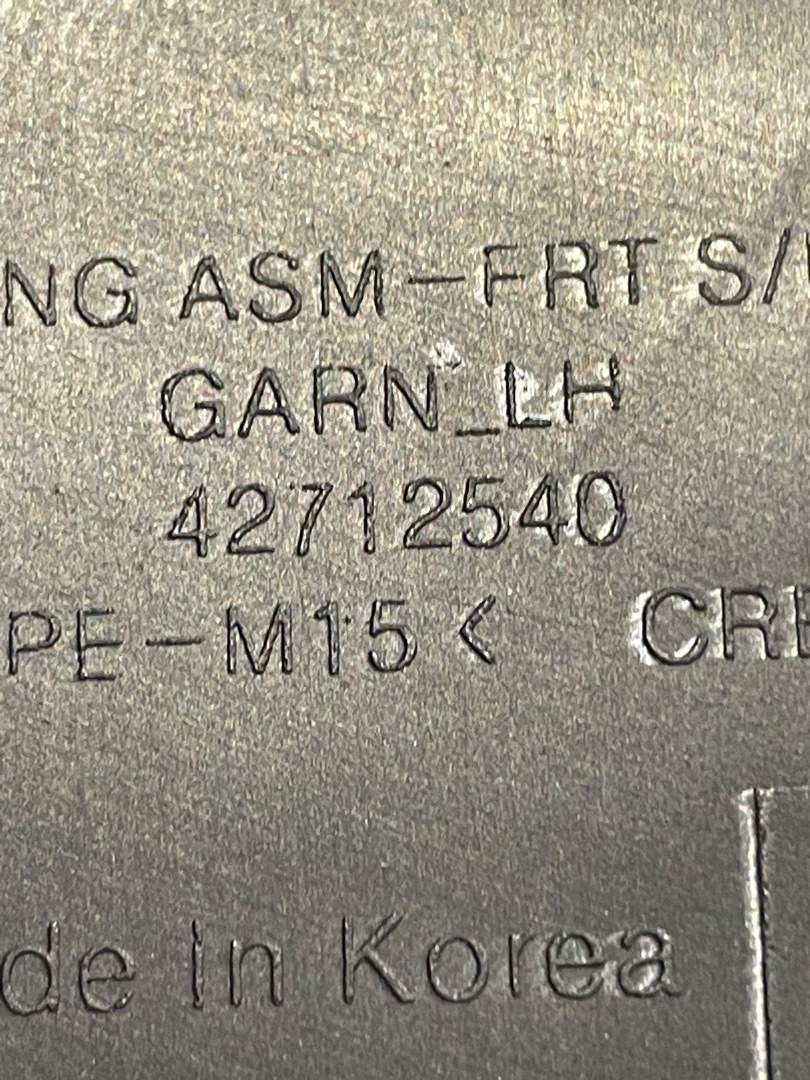 NG ASM-FRT S/
GARN_LH
42712540
PE-M15 < CR
de In Korea